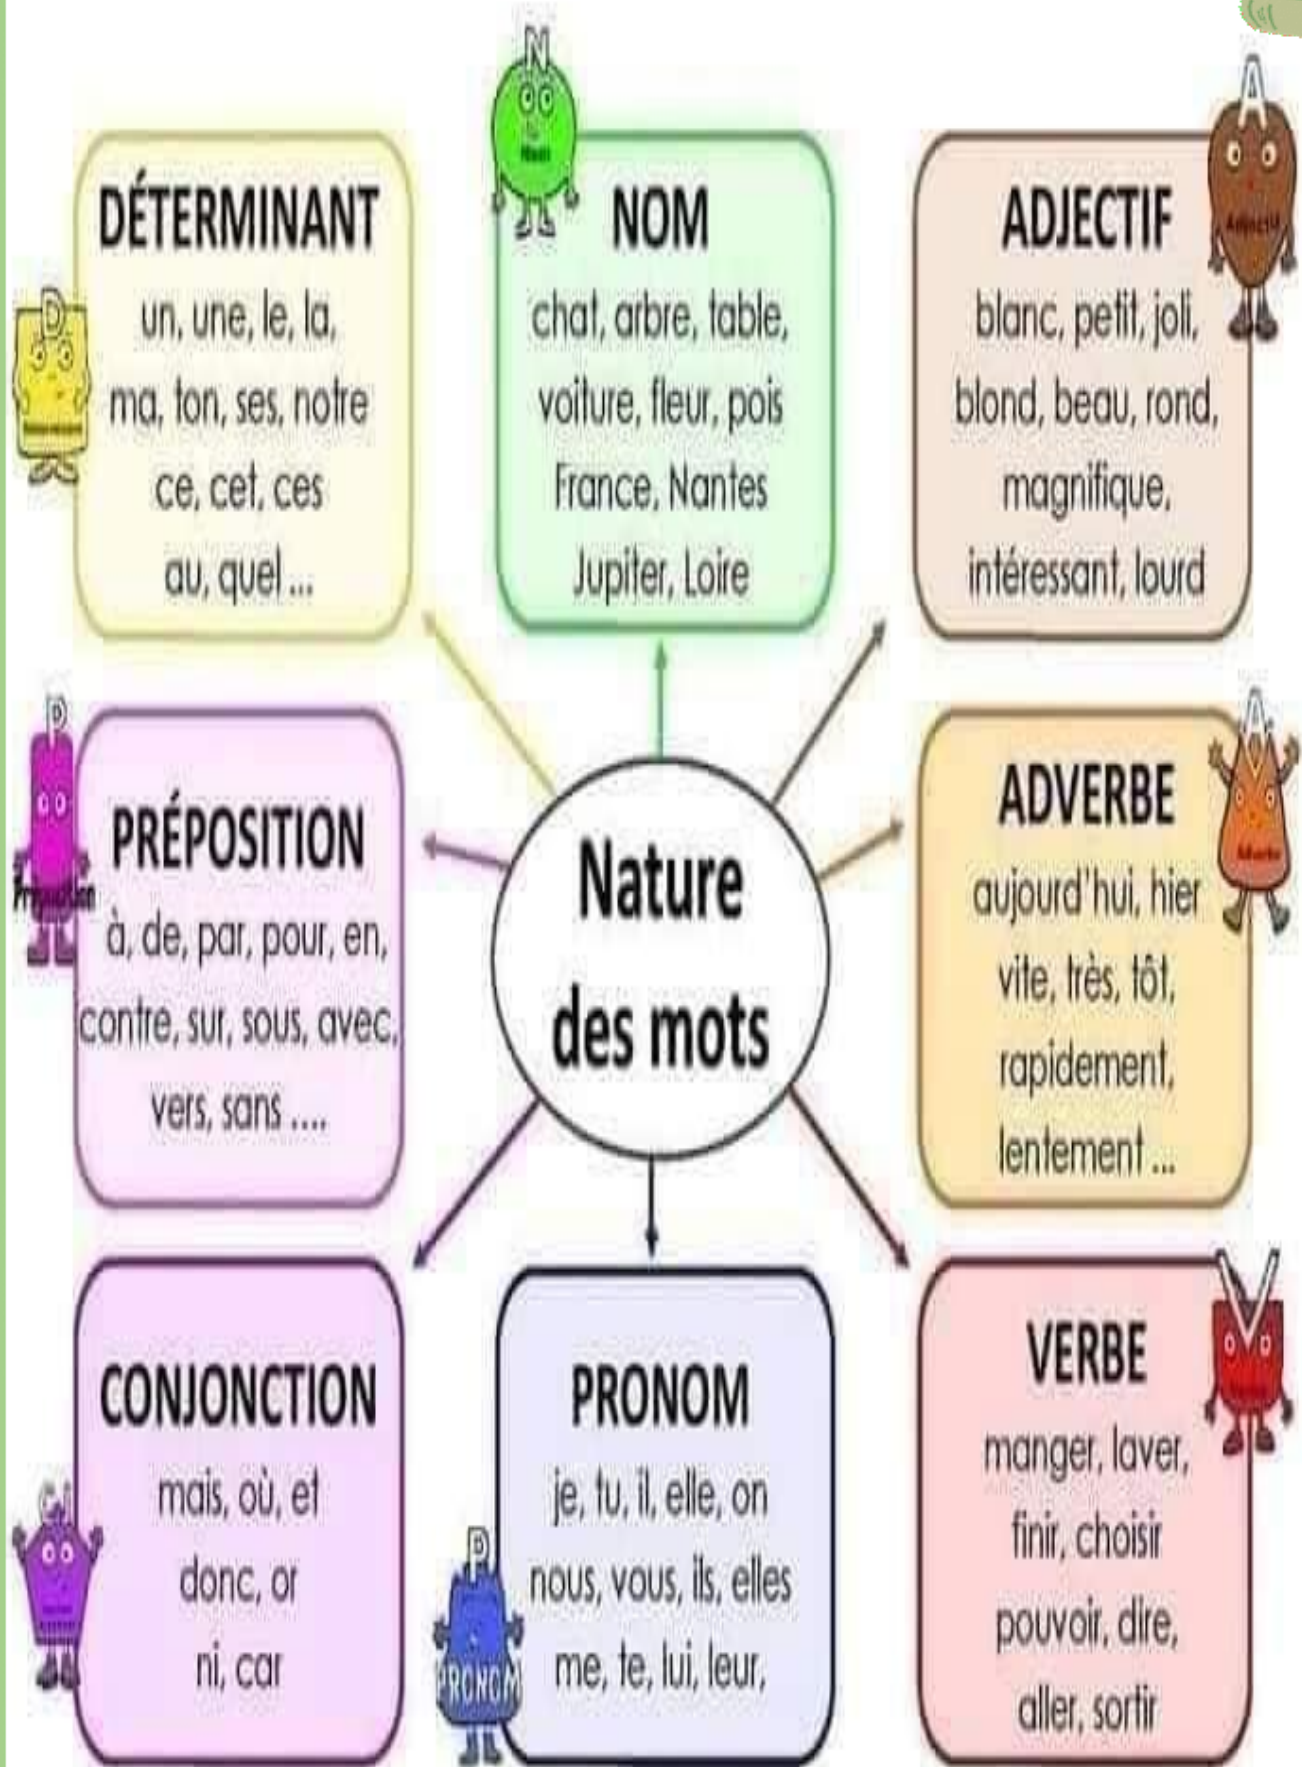 DÉTERMINANT
un, une, le, la,
ma, ton, ses, notre
ce, cet, ces
au, quel ...
D
N
NOM
chat, arbre, table,
voiture, fleur, pois
France, Nantes
Jupiter, Loire
A
Adjectif
ADJECTIF
blanc, petit, joli,
blond, beau, rond,
magnifique,
intéressant, lourd
P
Préposition
PRÉPOSITION
à, de, par, pour, en,
contre, sur, sous, avec,
vers, sans ....
Nature
des mots
A
Adverbe
ADVERBE
aujourd'hui, hier
vite, très, tôt,
rapidement,
lentement ...
CONJONCTION
mais, où, et
donc, or
ni, car
P
PRONOM
PRONOM
je, tu, il, elle, on
nous, vous, ils, elles
me, te, lui, leur,
V
VERBE
manger, laver,
finir, choisir
pouvoir, dire,
aller, sortir